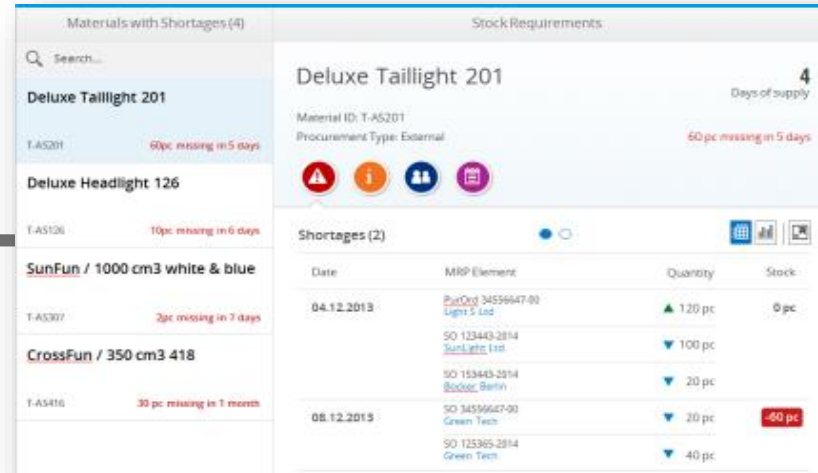 Materials with Shortages (4)
Search...
Deluxe Taillight 201
T-AS201 60pc missing in 5 days
Deluxe Headlight 126
T-AS126 10pc missing in 6 days
SunFun / 1000 cm3 white & blue
T-AS307 2pc missing in 7 days
CrossFun / 350 cm3 418
T-AS416 30 pc missing in 1 month
Stock Requirements
Deluxe Taillight 201
4
Days of supply
Material ID: T-AS201
Procurement Type: External 60 pc missing in 5 days
Shortages (2)
Date MRP Element Quantity Stock
04.12.2013 PurOrd 34556647-00 120 pc 0 pc
Light S Ltd
SO 123443-2014 100 pc
SunLight Ltd.
SO 153443-2014 20 pc
Bocker Berlin
08.12.2013 SO 34556647-00 20 pc -60 pc
Green Tech
SO 125365-2014 40 pc
Green Tech